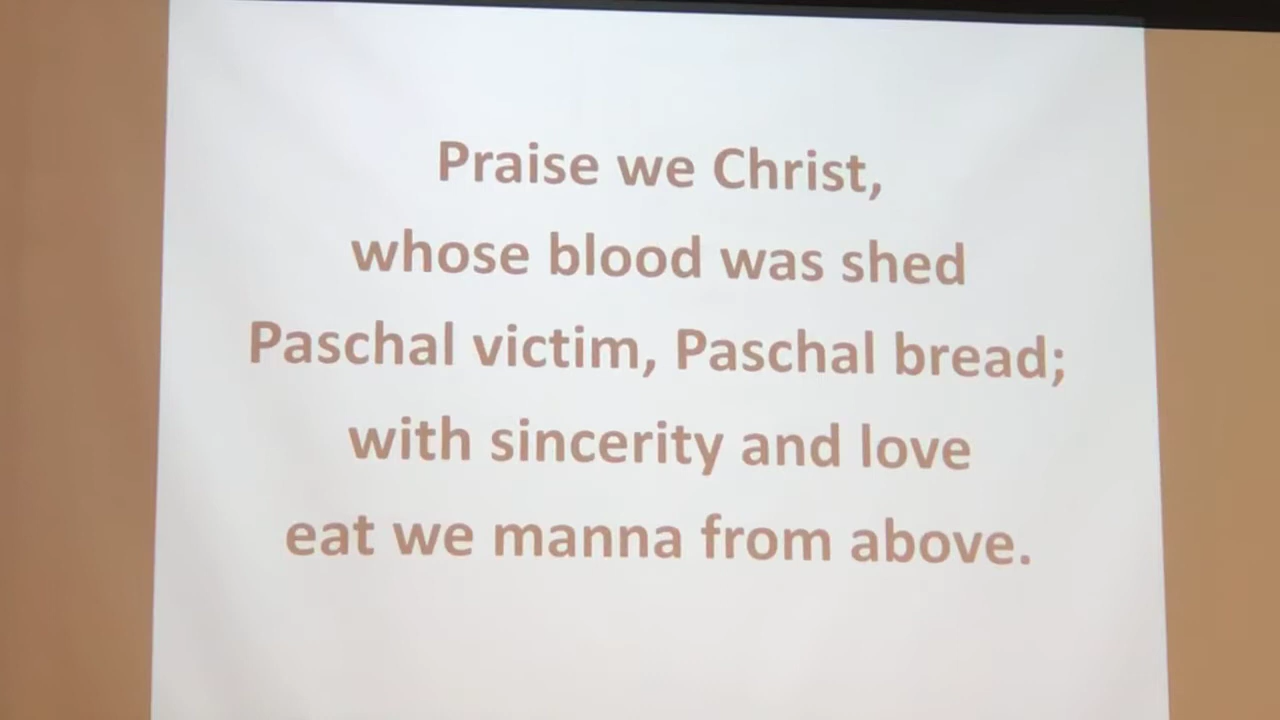 Praise we Christ,
whose blood was shed
Paschal victim, Paschal bread;
with sincerity and love
eat we manna from above.